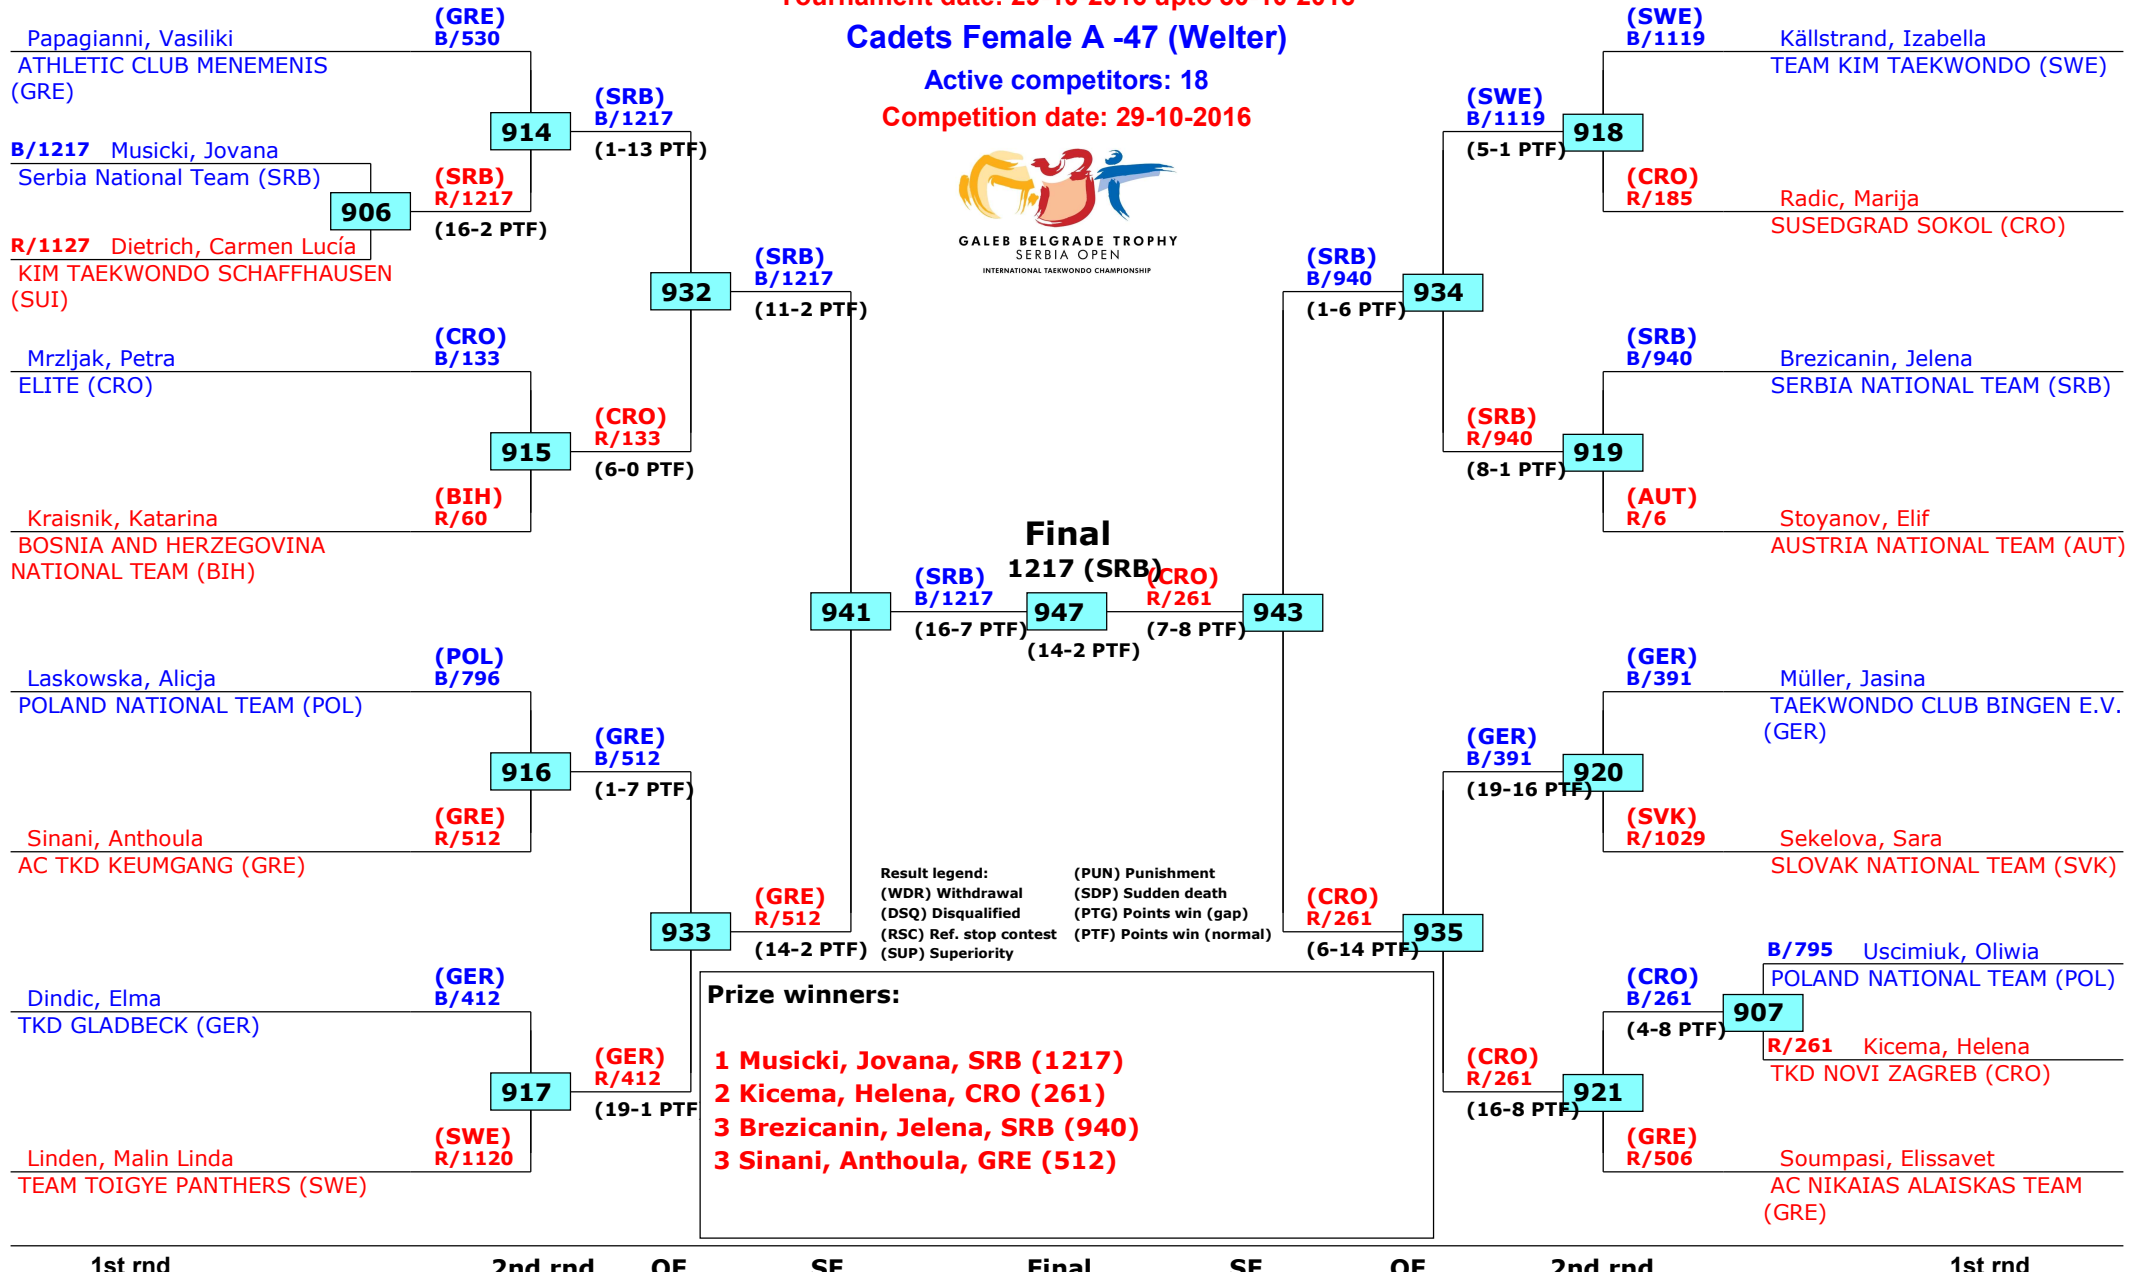 Cadets Female A -47 (Welter)
Active competitors: 18
Competition date: 29-10-2016
GALEB BELGRADE TROPHY
SERBIA OPEN
INTERNATIONAL TAEKWONDO CHAMPIONSHIP
(GRE)
Papagianni, Vasiliki B/530
ATHLETIC CLUB MENEMENIS
(GRE)
914
(SRB)
B/1217
(1-13 PTF)
B/1217 Musicki, Jovana
Serbia National Team (SRB)
906
(SRB)
R/1217
(16-2 PTF)
R/1127 Dietrich, Carmen Lucía
KIM TAEKWONDO SCHAFFHAUSEN
(SUI)
932
(SRB)
B/1217
(11-2 PTF)
(CRO)
Mrzljak, Petra B/133
ELITE (CRO)
915
(CRO)
R/133
(6-0 PTF)
(BIH)
Kraisnik, Katarina R/60
BOSNIA AND HERZEGOVINA
NATIONAL TEAM (BIH)
941
(SRB)
B/1217
(16-7 PTF)
Final
1217 (SRB)
947
(14-2 PTF)
(CRO)
R/261
(7-8 PTF)
943
(POL)
Laskowska, Alicja B/796
POLAND NATIONAL TEAM (POL)
916
(GRE)
B/512
(1-7 PTF)
(GRE)
Sinani, Anthoula R/512
AC TKD KEUMGANG (GRE)
933
(GRE)
R/512
(14-2 PTF)
(GER)
Dindic, Elma B/412
TKD GLADBECK (GER)
917
(GER)
R/412
(19-1 PTF
(SWE)
Linden, Malin Linda R/1120
TEAM TOIGYE PANTHERS (SWE)
(SWE)
B/1119 Källstrand, Izabella
TEAM KIM TAEKWONDO (SWE)
(SWE)
B/1119
(5-1 PTF)
918
(CRO)
R/185 Radic, Marija
SUSEDGRAD SOKOL (CRO)
(SRB)
B/940
(1-6 PTF)
934
(SRB)
B/940 Brezicanin, Jelena
SERBIA NATIONAL TEAM (SRB)
(SRB)
R/940
(8-1 PTF)
919
(AUT)
R/6 Stoyanov, Elif
AUSTRIA NATIONAL TEAM (AUT)
(GER)
B/391 Müller, Jasina
TAEKWONDO CLUB BINGEN E.V.
(GER)
(GER)
B/391
(19-16 PTF)
920
(SVK)
R/1029 Sekelova, Sara
SLOVAK NATIONAL TEAM (SVK)
(CRO)
R/261
(6-14 PTF)
935
B/795 Uscimiuk, Oliwia
POLAND NATIONAL TEAM (POL)
(CRO)
B/261
(4-8 PTF)
907
R/261 Kicema, Helena
TKD NOVI ZAGREB (CRO)
(CRO)
R/261
(16-8 PTF)
921
(GRE)
R/506 Soumpasi, Elissavet
AC NIKAIAS ALAISKAS TEAM
(GRE)
Result legend: (PUN) Punishment
(WDR) Withdrawal (SDP) Sudden death
(DSQ) Disqualified (PTG) Points win (gap)
(RSC) Ref. stop contest (PTF) Points win (normal)
(SUP) Superiority
Prize winners:
1 Musicki, Jovana, SRB (1217)
2 Kicema, Helena, CRO (261)
3 Brezicanin, Jelena, SRB (940)
3 Sinani, Anthoula, GRE (512)
1st rnd 2nd rnd QF SF Final SF QF 2nd rnd 1st rnd